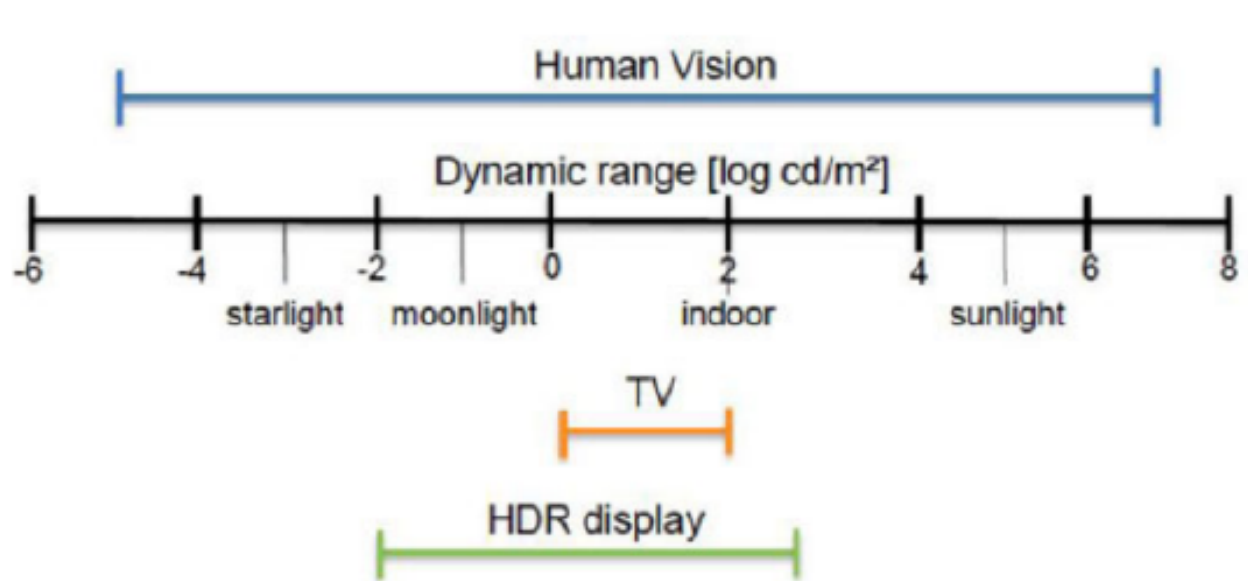 Human Vision
Dynamic range [log cd/m²]
-6 -4 -2 0 2 4 6 8
starlight moonlight indoor sunlight
TV
HDR display